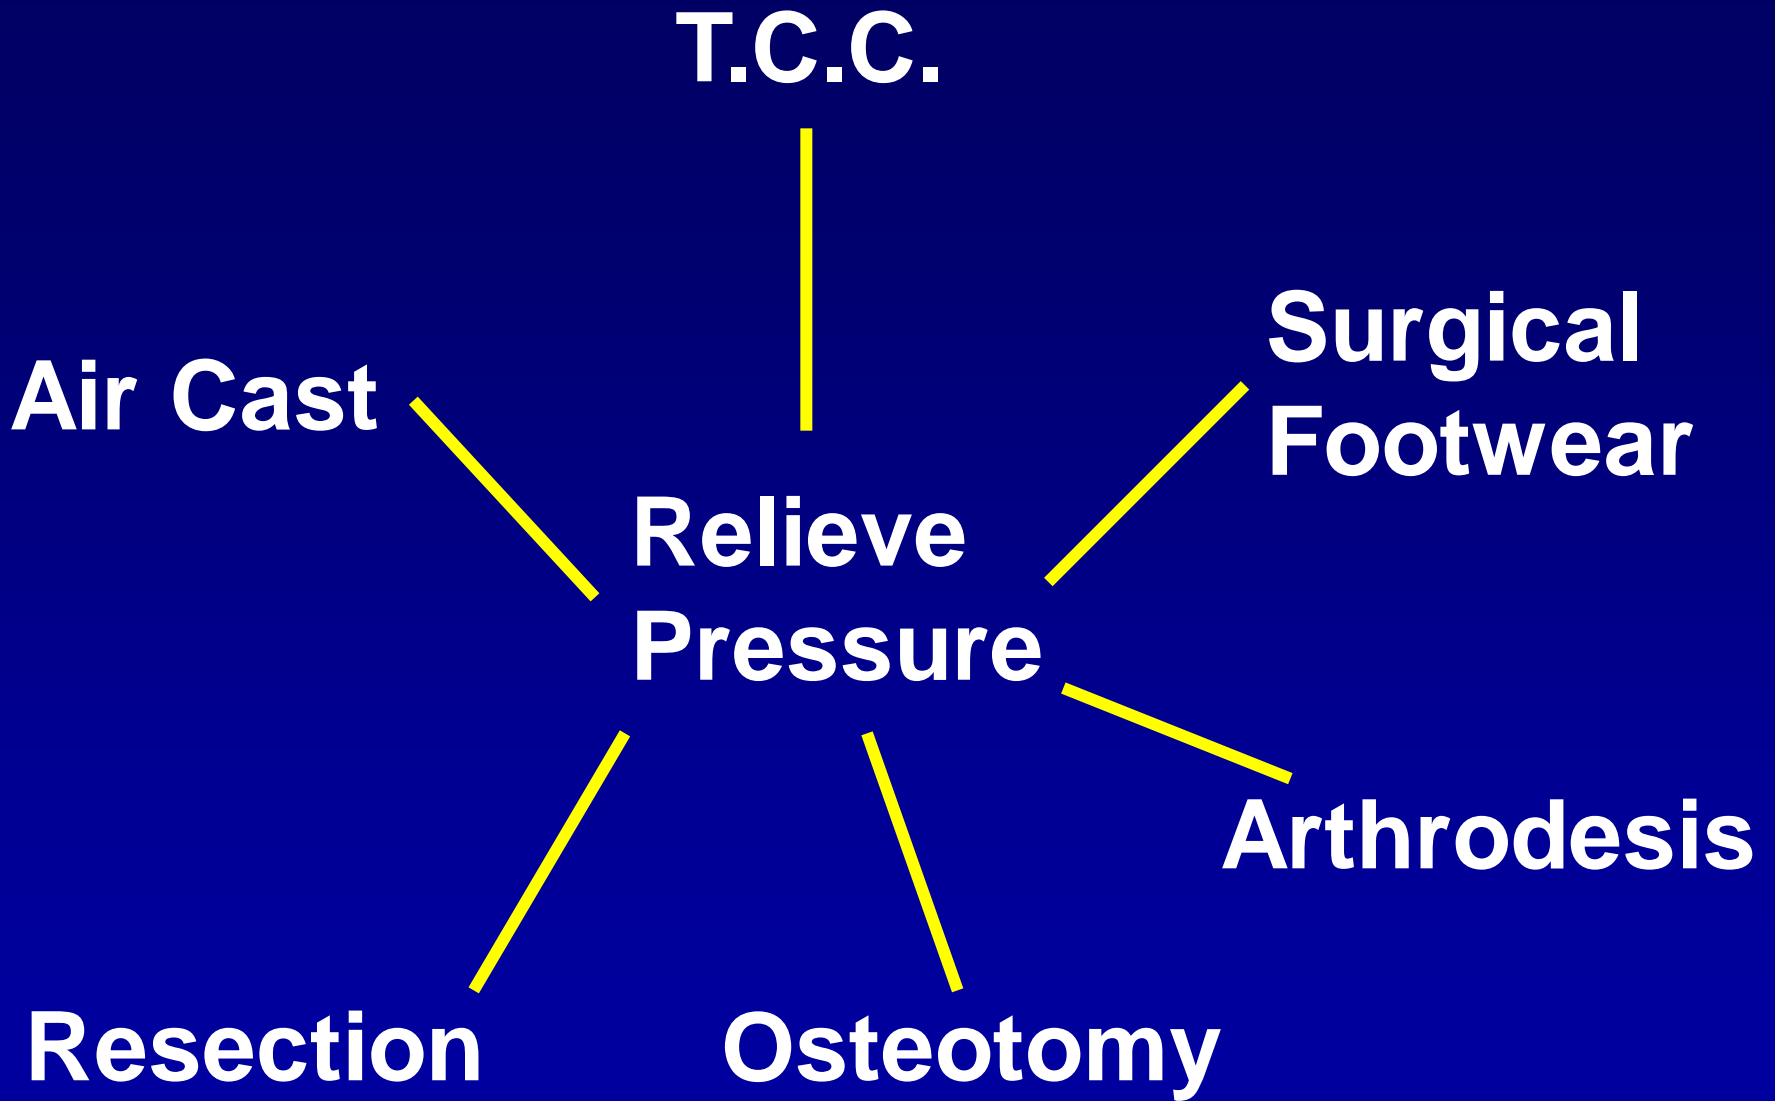 T.C.C.
Surgical
Footwear
Air Cast
Relieve
Pressure
Arthrodesis
Resection
Osteotomy